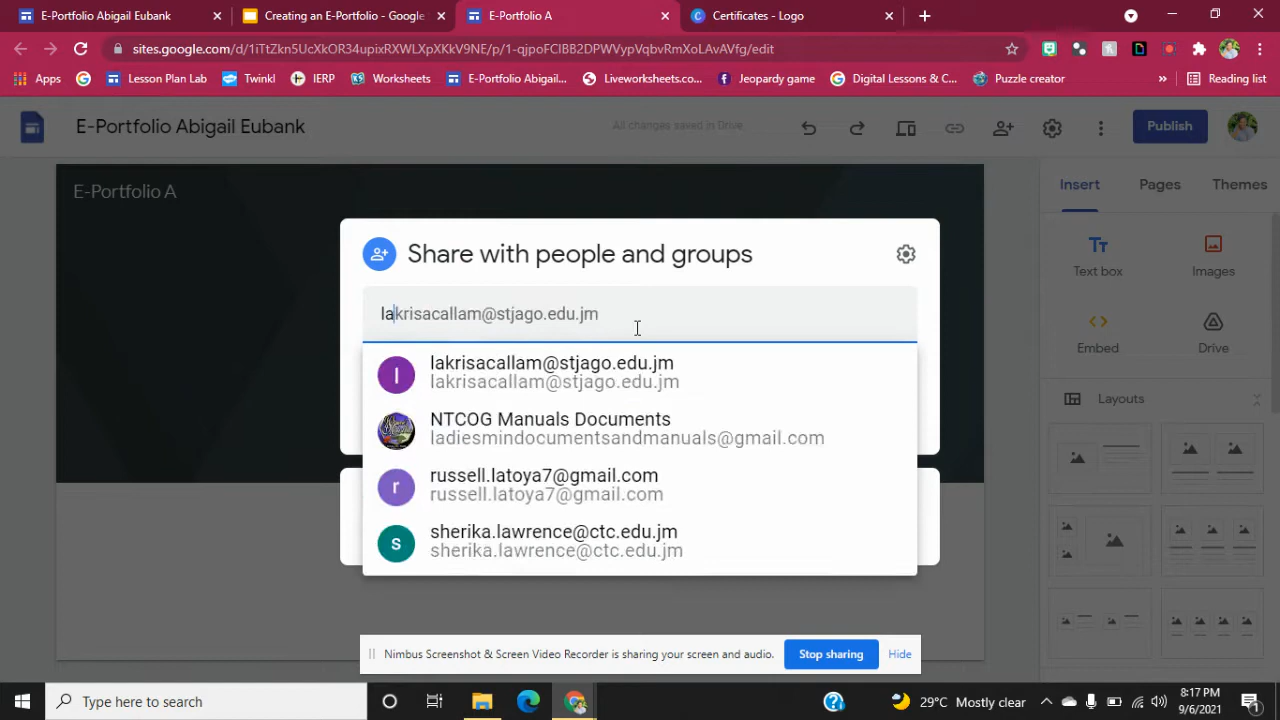 E-Portfolio Abigail Eubank
Creating an E-Portfolio - Google
E-Portfolio A
Certificates - Logo
sites.google.com/d/1iTtZkn5UcXkOR34upixRXWLXpXKkV9NE/p/1-qjpoFCIBB2DPWVypVqbvRmXoLAvAVfg/edit
Apps
Lesson Plan Lab
Twinkl
IERP
Worksheets
E-Portfolio Abigail...
Liveworksheets.co...
Jeopardy game
Digital Lessons & C...
Puzzle creator
»
Reading list
E-Portfolio Abigail Eubank
All changes saved in Drive
Publish
E-Portfolio A
Insert
Pages
Themes
Share with people and groups
Text box
Images
lakrisacallam@stjago.edu.jm
Embed
Drive
lakrisacallam@stjago.edu.jm
lakrisacallam@stjago.edu.jm
Layouts
NTCOG Manuals Documents
ladiesmindocumentsandmanuals@gmail.com
russell.latoya7@gmail.com
russell.latoya7@gmail.com
sherika.lawrence@ctc.edu.jm
sherika.lawrence@ctc.edu.jm
Nimbus Screenshot & Screen Video Recorder is sharing your screen and audio.
Stop sharing
Hide
Type here to search
29°C Mostly clear
8:17 PM
9/6/2021